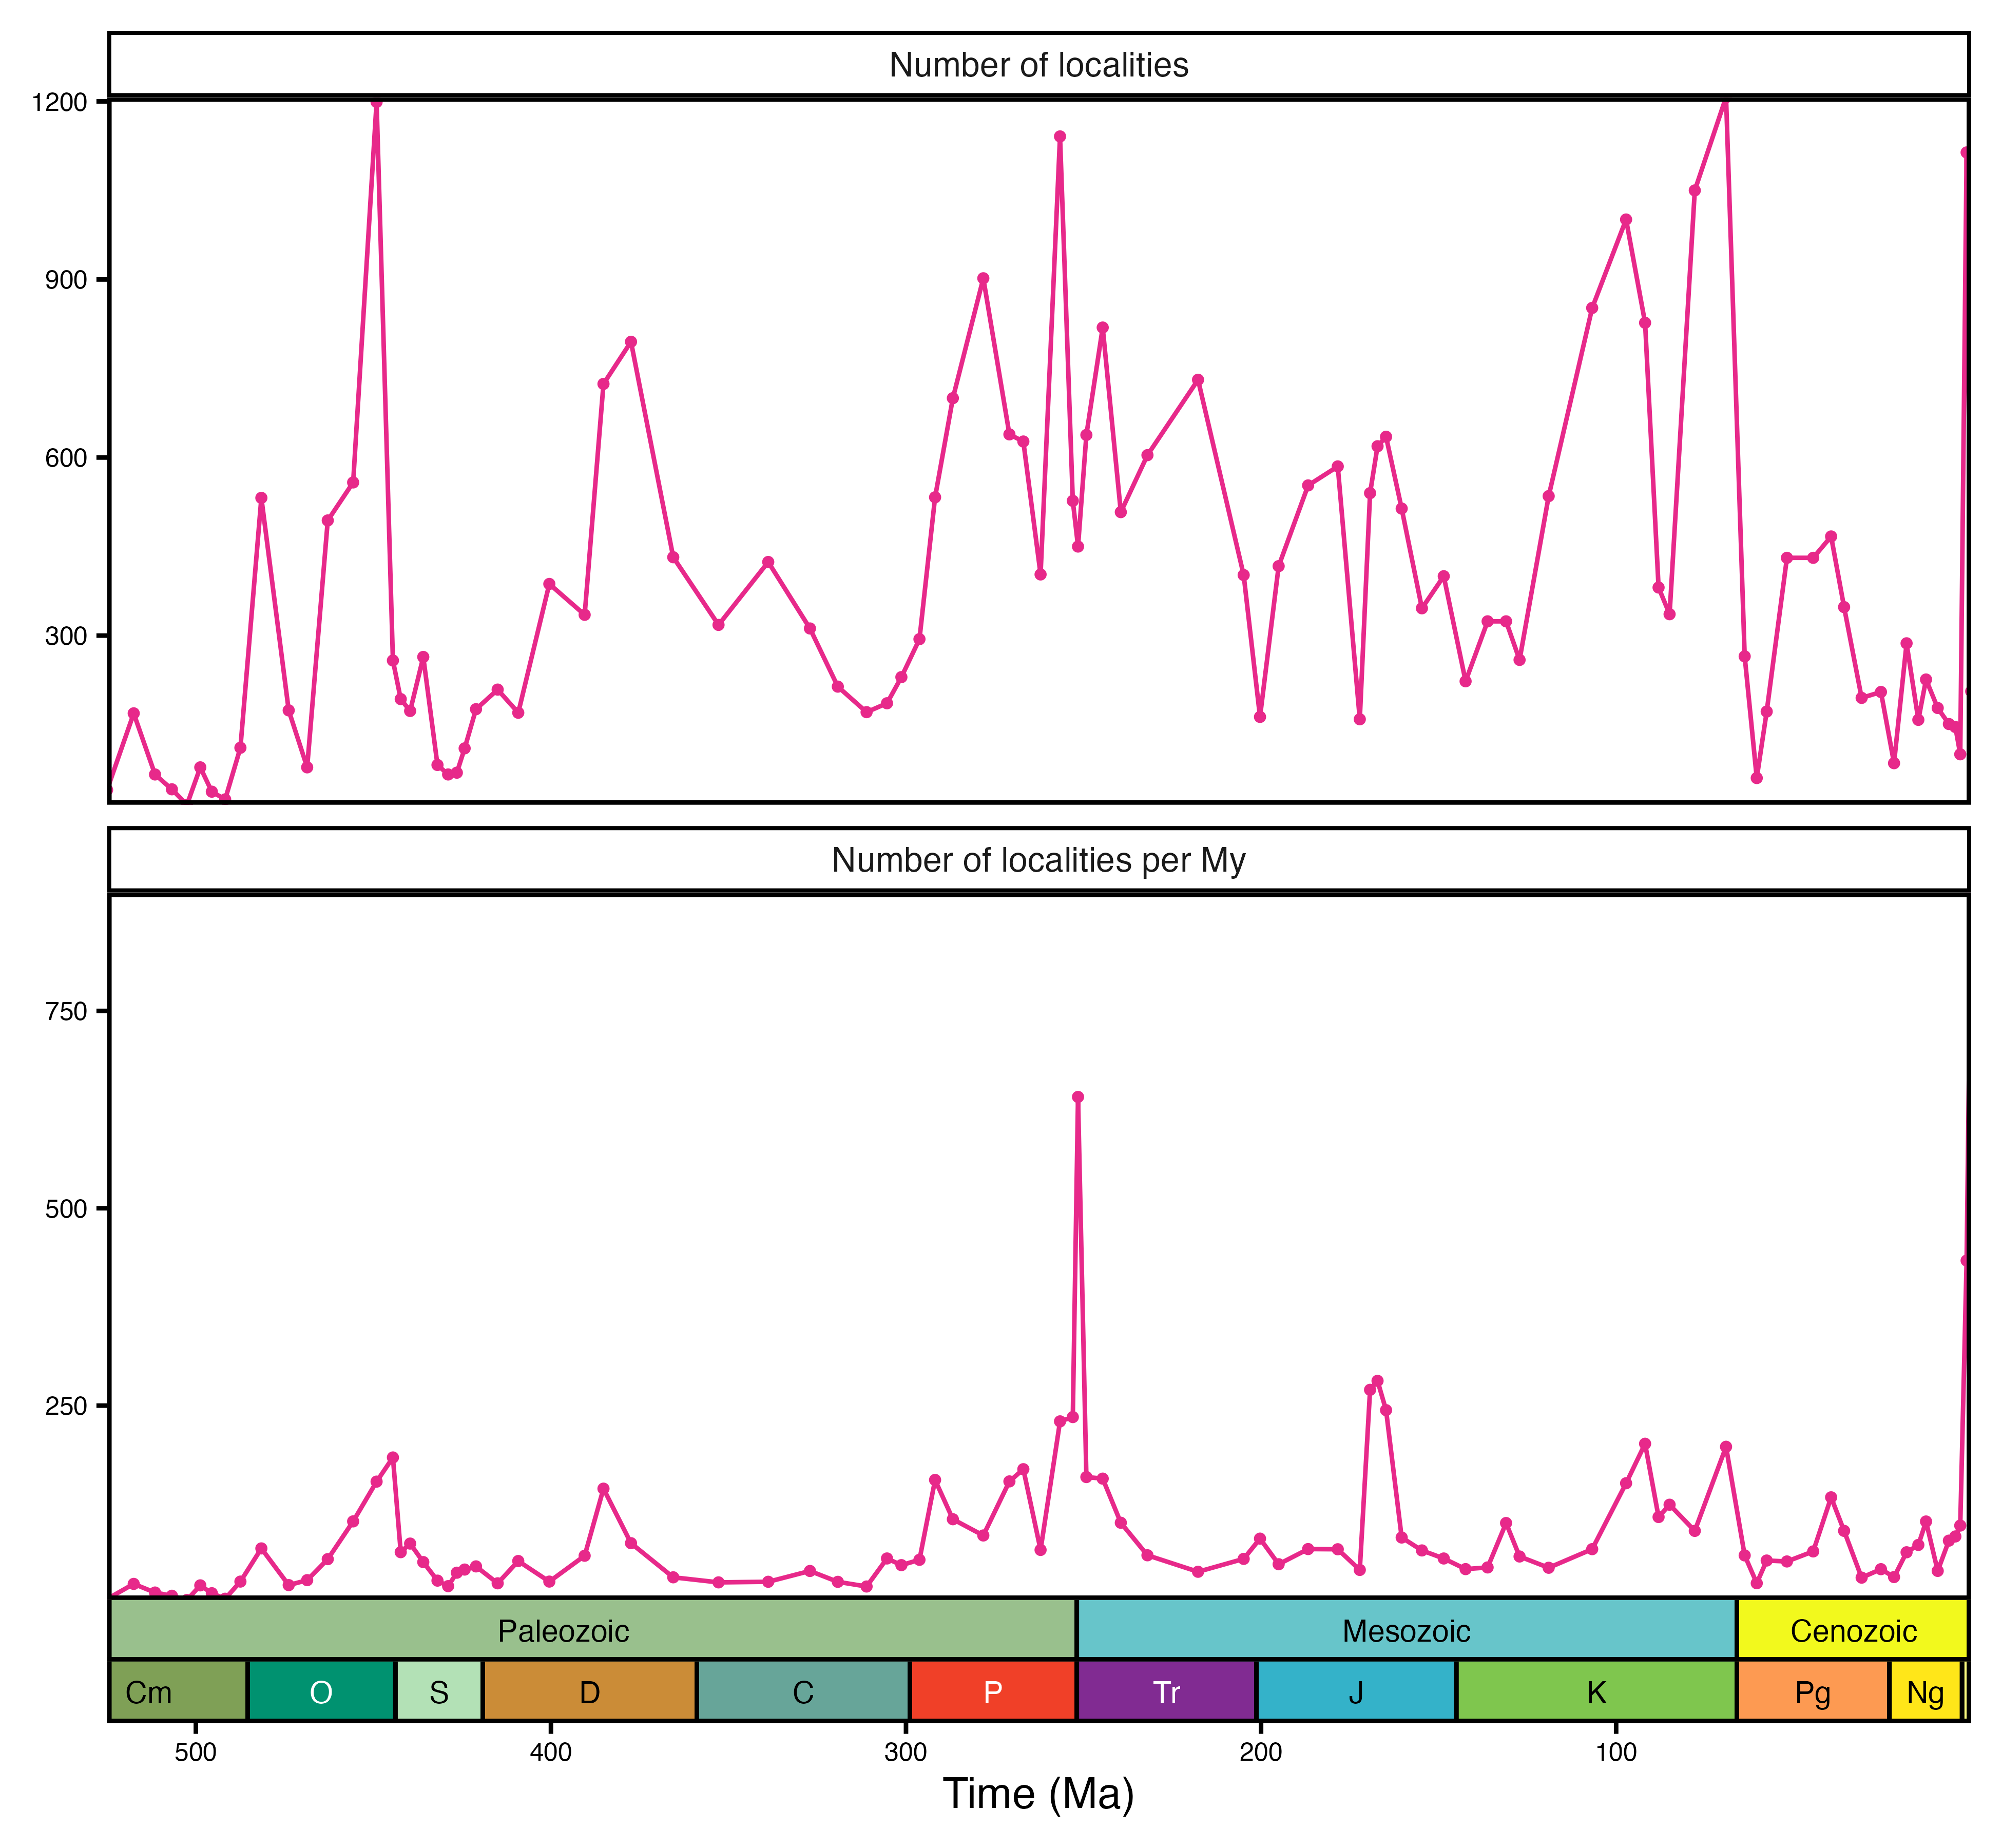 Number of localities
1200
900
600
300
Number of localities per My
750
500
250
Paleozoic Mesozoic Cenozoic
Cm O S D C P Tr J K Pg Ng
500 400 300 200 100
Time (Ma)